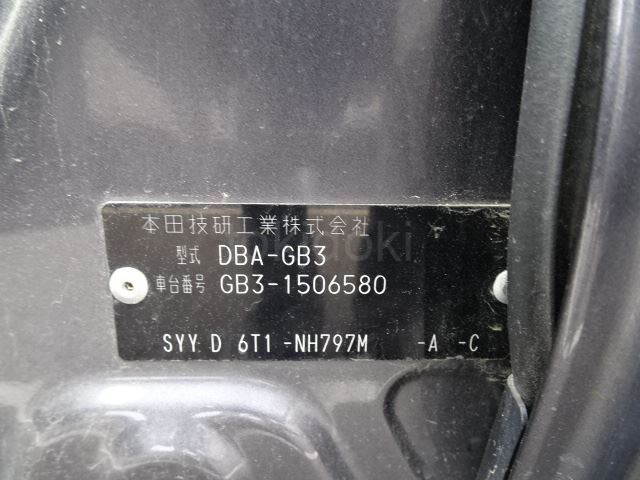 本田技研工業株式会社
型式 DBA-GB3
車台番号 GB3-1506580
SYY D 6T1 -NH797M -A -C